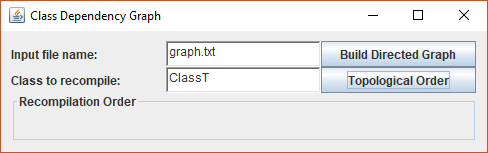 Class Dependency Graph
Input file name: graph.txt Build Directed Graph
Class to recompile: ClassT Topological Order
Recompilation Order